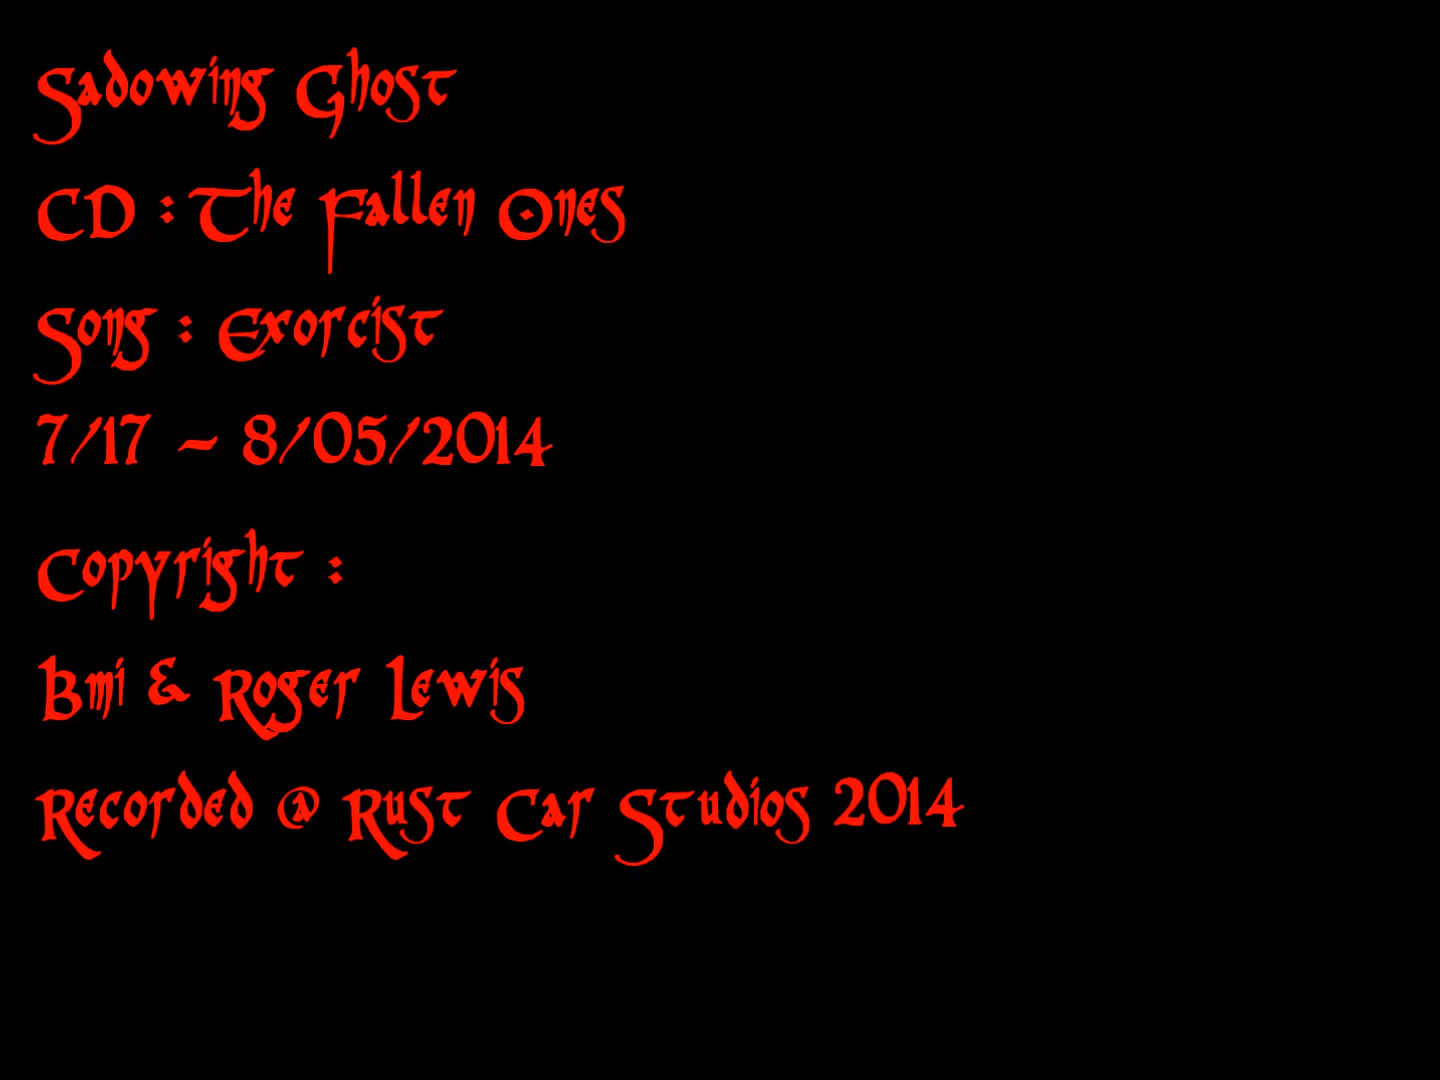 Sadowing Ghost
CD : The Fallen Ones
Song : Exorcist
7/17 - 8/05/2014
Copyright :
Bmi & Roger Lewis
Recorded @ Rust Car Studios 2014